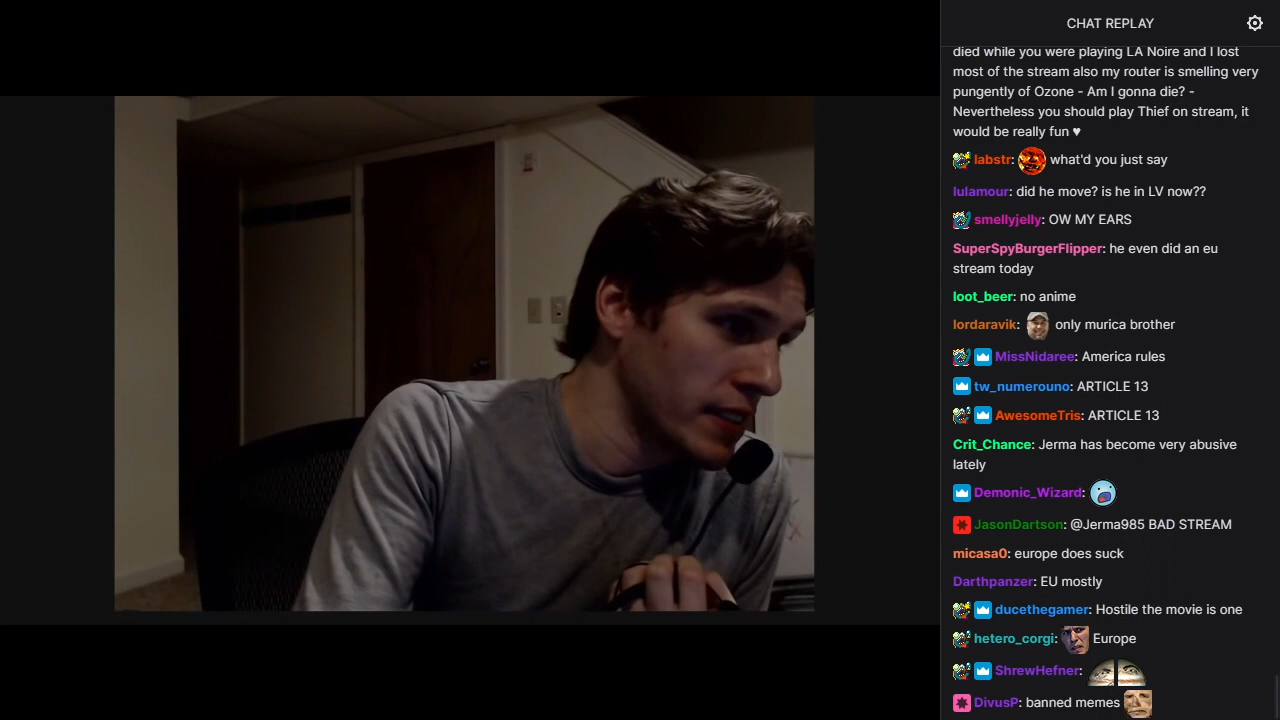 CHAT REPLAY
died while you were playing LA Noire and I lost
most of the stream also my router is smelling very
pungently of Ozone - Am I gonna die? -
Nevertheless you should play Thief on stream, it
would be really fun ♥
labstr: what'd you just say
lulamour: did he move? is he in LV now??
smellyjelly: OW MY EARS
SuperSpyBurgerFlipper: he even did an eu
stream today
loot_beer: no anime
lordaravik: only murica brother
MissNidaree: America rules
tw_numerouno: ARTICLE 13
AwesomeTris: ARTICLE 13
Crit_Chance: Jerma has become very abusive
lately
Demonic_Wizard:
JasonDartson: @Jerma985 BAD STREAM
micasa0: europe does suck
Darthpanzer: EU mostly
ducethegamer: Hostile the movie is one
hetero_corgi: Europe
ShrewHefner:
DivusP: banned memes